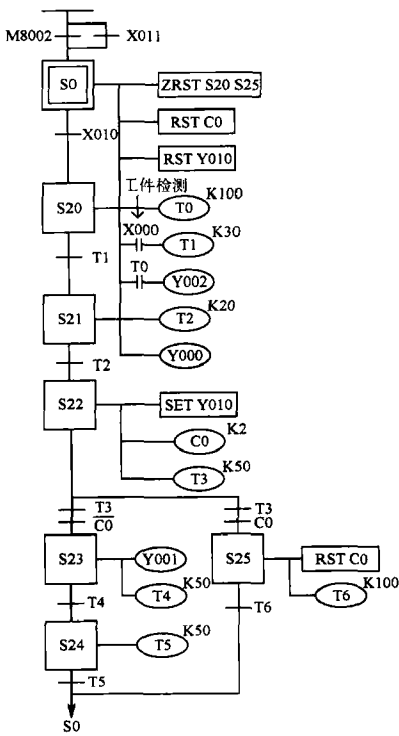 M8002 X011
S0 ZRST S20 S25
RST C0
X010
RST Y010
工件检测
S20 T0 K100
X000 T1 K30
T1
T0 Y002
S21 T2 K20
T2 Y000
S22 SET Y010
C0 K2
T3 K50
T3 T3
C0 C0
S23 Y001 S25 RST C0
T4 K50 T6 K100
T4 T6
S24 T5 K50
T5
S0